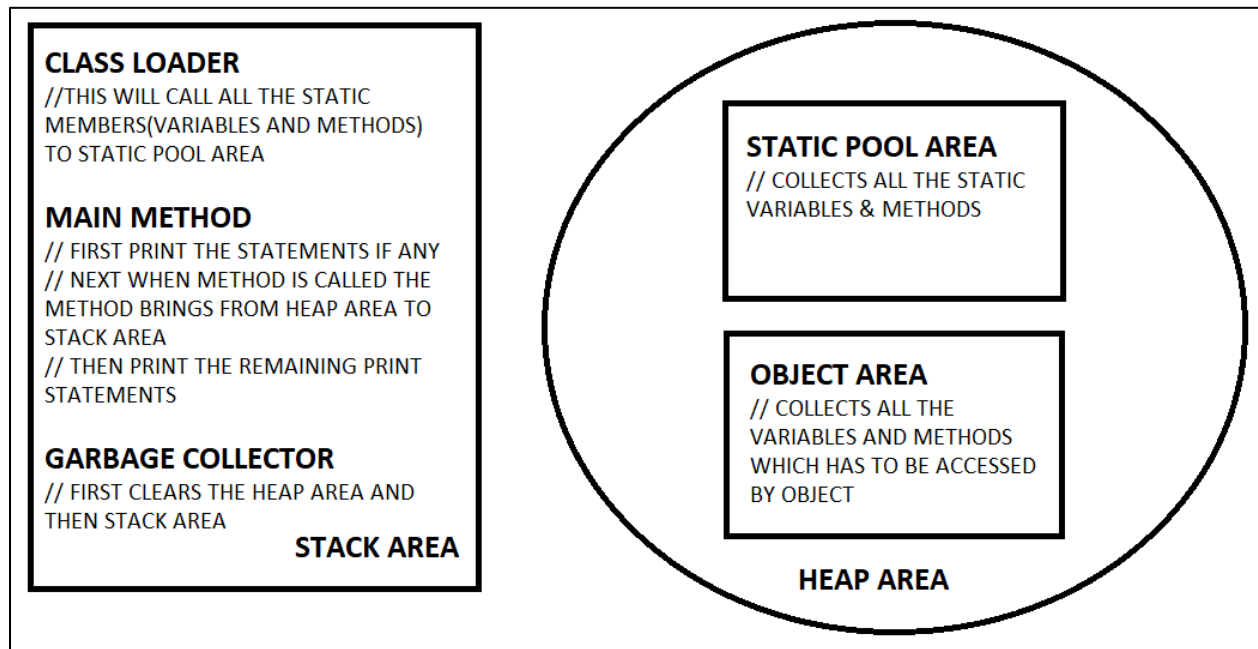 CLASS LOADER
//THIS WILL CALL ALL THE STATIC
MEMBERS(VARIABLES AND METHODS)
TO STATIC POOL AREA
MAIN METHOD
// FIRST PRINT THE STATEMENTS IF ANY
// NEXT WHEN METHOD IS CALLED THE
METHOD BRINGS FROM HEAP AREA TO
STACK AREA
// THEN PRINT THE REMAINING PRINT
STATEMENTS
GARBAGE COLLECTOR
// FIRST CLEARS THE HEAP AREA AND
THEN STACK AREA
STACK AREA
STATIC POOL AREA
// COLLECTS ALL THE STATIC
VARIABLES & METHODS
OBJECT AREA
// COLLECTS ALL THE
VARIABLES AND METHODS
WHICH HAS TO BE ACCESSED
BY OBJECT
HEAP AREA